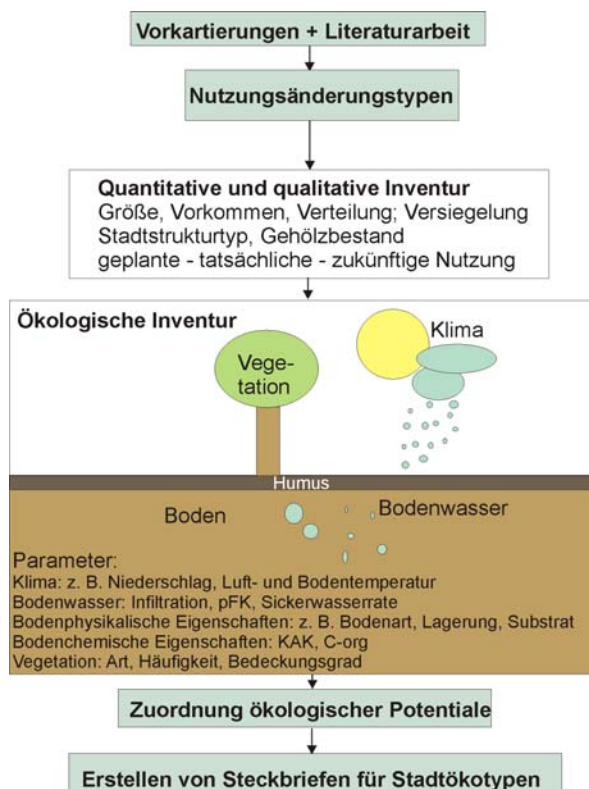 Vorkartierungen + Literaturarbeit
Nutzungsänderungstypen
Quantitative und qualitative Inventur
Größe, Vorkommen, Verteilung; Versiegelung
Stadtstrukturtyp, Gehölzbestand
geplante - tatsächliche - zukünftige Nutzung
Ökologische Inventur
Klima
Vege-
tation
Humus
Boden
Bodenwasser
Parameter:
Klima: z. B. Niederschlag, Luft- und Bodentemperatur
Bodenwasser: Infiltration, pFK, Sickerwasserrate
Bodenphysikalische Eigenschaften: z. B. Bodenart, Lagerung, Substrat
Bodenchemische Eigenschaften: KAK, C-org
Vegetation: Art, Häufigkeit, Bedeckungsgrad
Zuordnung ökologischer Potentiale
Erstellen von Steckbriefen für Stadtökotypen